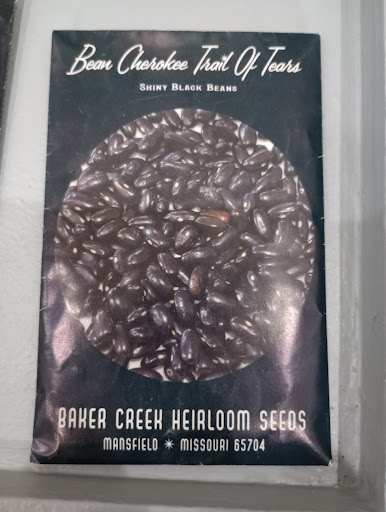 Bean Cherokee Trail Of Tears
Shiny Black Beans
BAKER CREEK HEIRLOOM SEEDS
MANSFIELD * MISSOURI 65704